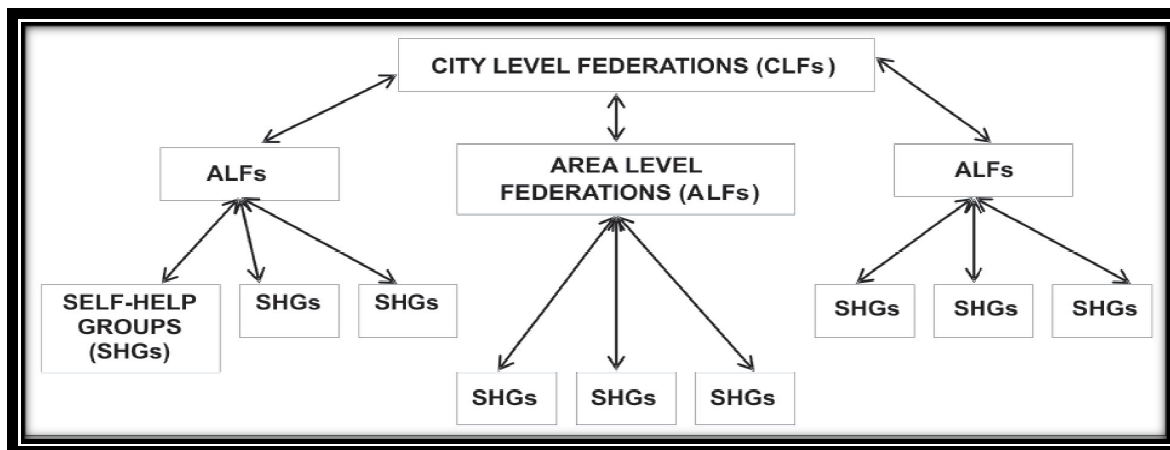 CITY LEVEL FEDERATIONS (CLFs)
ALFs
AREA LEVEL
FEDERATIONS (ALFs)
ALFs
SELF-HELP
GROUPS
(SHGs)
SHGs
SHGs
SHGs
SHGs
SHGs
SHGs
SHGs
SHGs